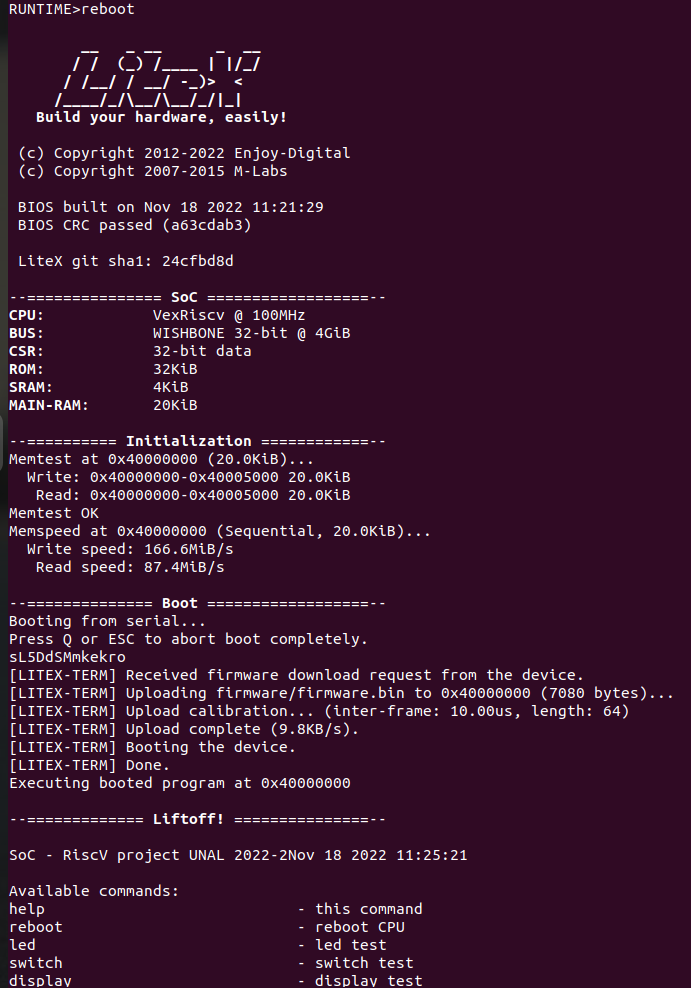 RUNTIME>reboot
        __   _ __      _  __
       / /  (_) /____ | |/_/
      / /__/ / __/ -_)>  <
     /____/_/\__/\__/_/|_|
   Build your hardware, easily!
 (c) Copyright 2012-2022 Enjoy-Digital
 (c) Copyright 2007-2015 M-Labs
 BIOS built on Nov 18 2022 11:21:29
 BIOS CRC passed (a63cdab3)
 LiteX git sha1: 24cfbd8d
--=============== SoC ==================--
CPU:            VexRiscv @ 100MHz
BUS:            WISHBONE 32-bit @ 4GiB
CSR:            32-bit data
ROM:            32KiB
SRAM:           4KiB
MAIN-RAM:       20KiB
--========== Initialization ============--
Memtest at 0x40000000 (20.0KiB)...
  Write: 0x40000000-0x40005000 20.0KiB
   Read: 0x40000000-0x40005000 20.0KiB
Memtest OK
Memspeed at 0x40000000 (Sequential, 20.0KiB)...
  Write speed: 166.6MiB/s
   Read speed: 87.4MiB/s
--============== Boot ==================--
Booting from serial...
Press Q or ESC to abort boot completely.
sL5DdSMmkekro
[LITEX-TERM] Received firmware download request from the device.
[LITEX-TERM] Uploading firmware/firmware.bin to 0x40000000 (7080 bytes)...
[LITEX-TERM] Upload calibration... (inter-frame: 10.00us, length: 64)
[LITEX-TERM] Upload complete (9.8KB/s).
[LITEX-TERM] Booting the device.
[LITEX-TERM] Done.
Executing booted program at 0x40000000
--============= Liftoff! ===============--
SoC - RiscV project UNAL 2022-2Nov 18 2022 11:25:21
Available commands:
help                            - this command
reboot                          - reboot CPU
led                             - led test
switch                          - switch test
display                         - display test